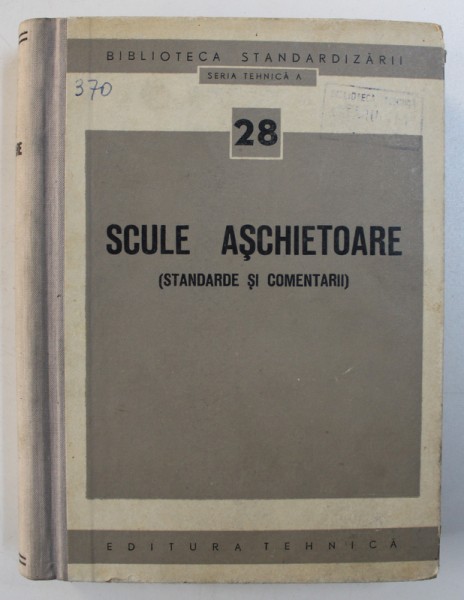 BIBLIOTECA STANDARDIZĂRII
SERIA TEHNICĂ A
370
28
SCULE AŞCHIETOARE
(STANDARDE ŞI COMENTARII)
EDITURA TEHNICĂ